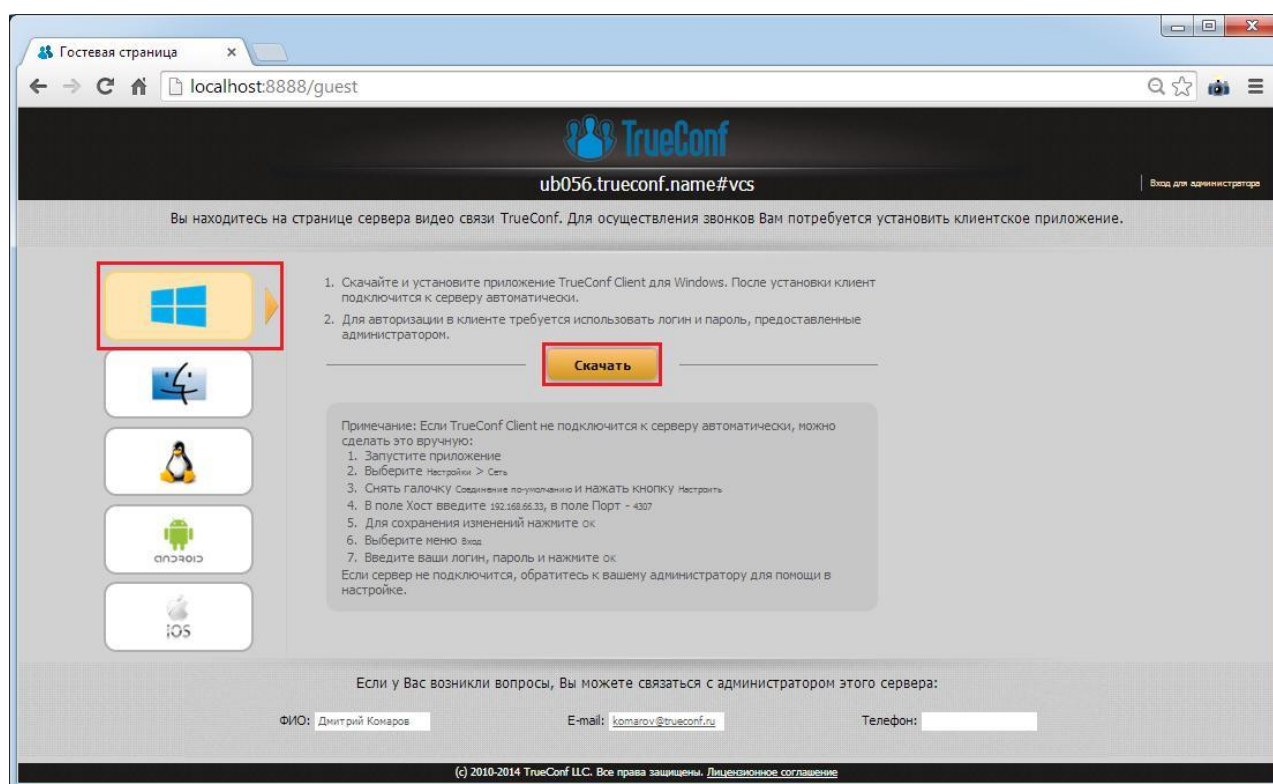 Гостевая страница
localhost:8888/guest
TrueConf
ub056.trueconf.name#vcs
Вход для администратора
Вы находитесь на странице сервера видео связи TrueConf. Для осуществления звонков Вам потребуется установить клиентское приложение.
1. Скачайте и установите приложение TrueConf Client для Windows. После установки клиент
подключится к серверу автоматически.
2. Для авторизации в клиенте требуется использовать логин и пароль, предоставленные
администратором.
Скачать
Примечание: Если TrueConf Client не подключится к серверу автоматически, можно
сделать это вручную:
1. Запустите приложение
2. Выберите Настройки > Сеть
3. Снять галочку Соединение по-умолчанию и нажать кнопку Настроить
4. В поле Хост введите 192.168.66.33, в поле Порт - 4307
5. Для сохранения изменений нажмите ОК
6. Выберите меню Вход
7. Введите ваши логин, пароль и нажмите ОК
Если сервер не подключится, обратитесь к вашему администратору для помощи в
настройке.
android
iOS
Если у Вас возникли вопросы, Вы можете связаться с администратором этого сервера:
ФИО: Дмитрий Комаров E-mail: komarov@trueconf.ru Телефон:
(c) 2010-2014 TrueConf LLC. Все права защищены. Лицензионное соглашение